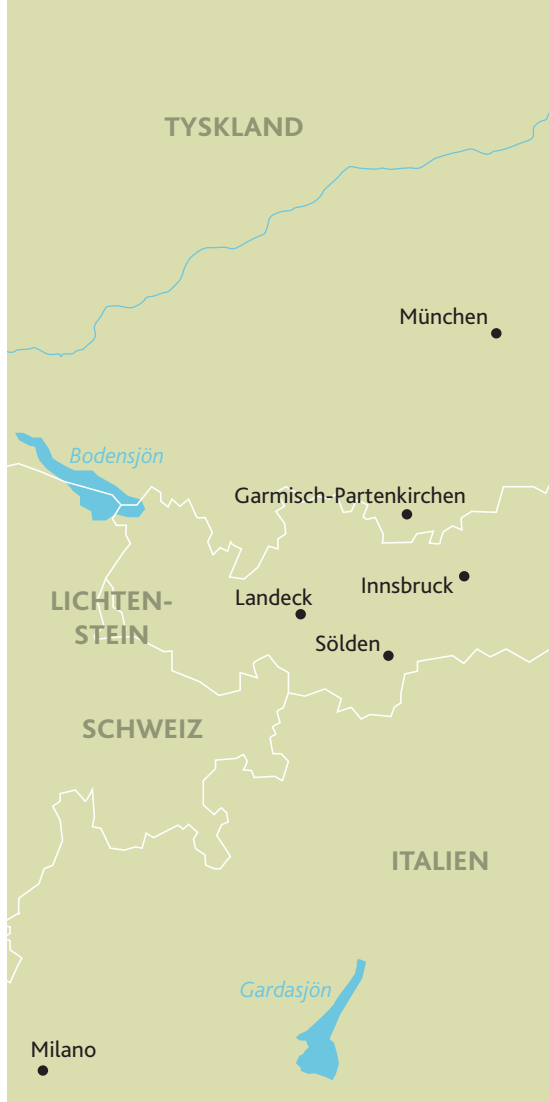 TYSKLAND
München
Bodensjön
Garmisch-Partenkirchen
Innsbruck
Landeck
LICHTEN-
STEIN
Sölden
SCHWEIZ
ITALIEN
Gardasjön
Milano